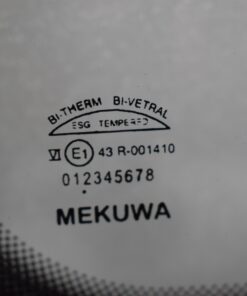 BI-THERM BI-VETRAL
ESG TEMPERED
VI E1 43 R-001410
012345678
MEKUWA